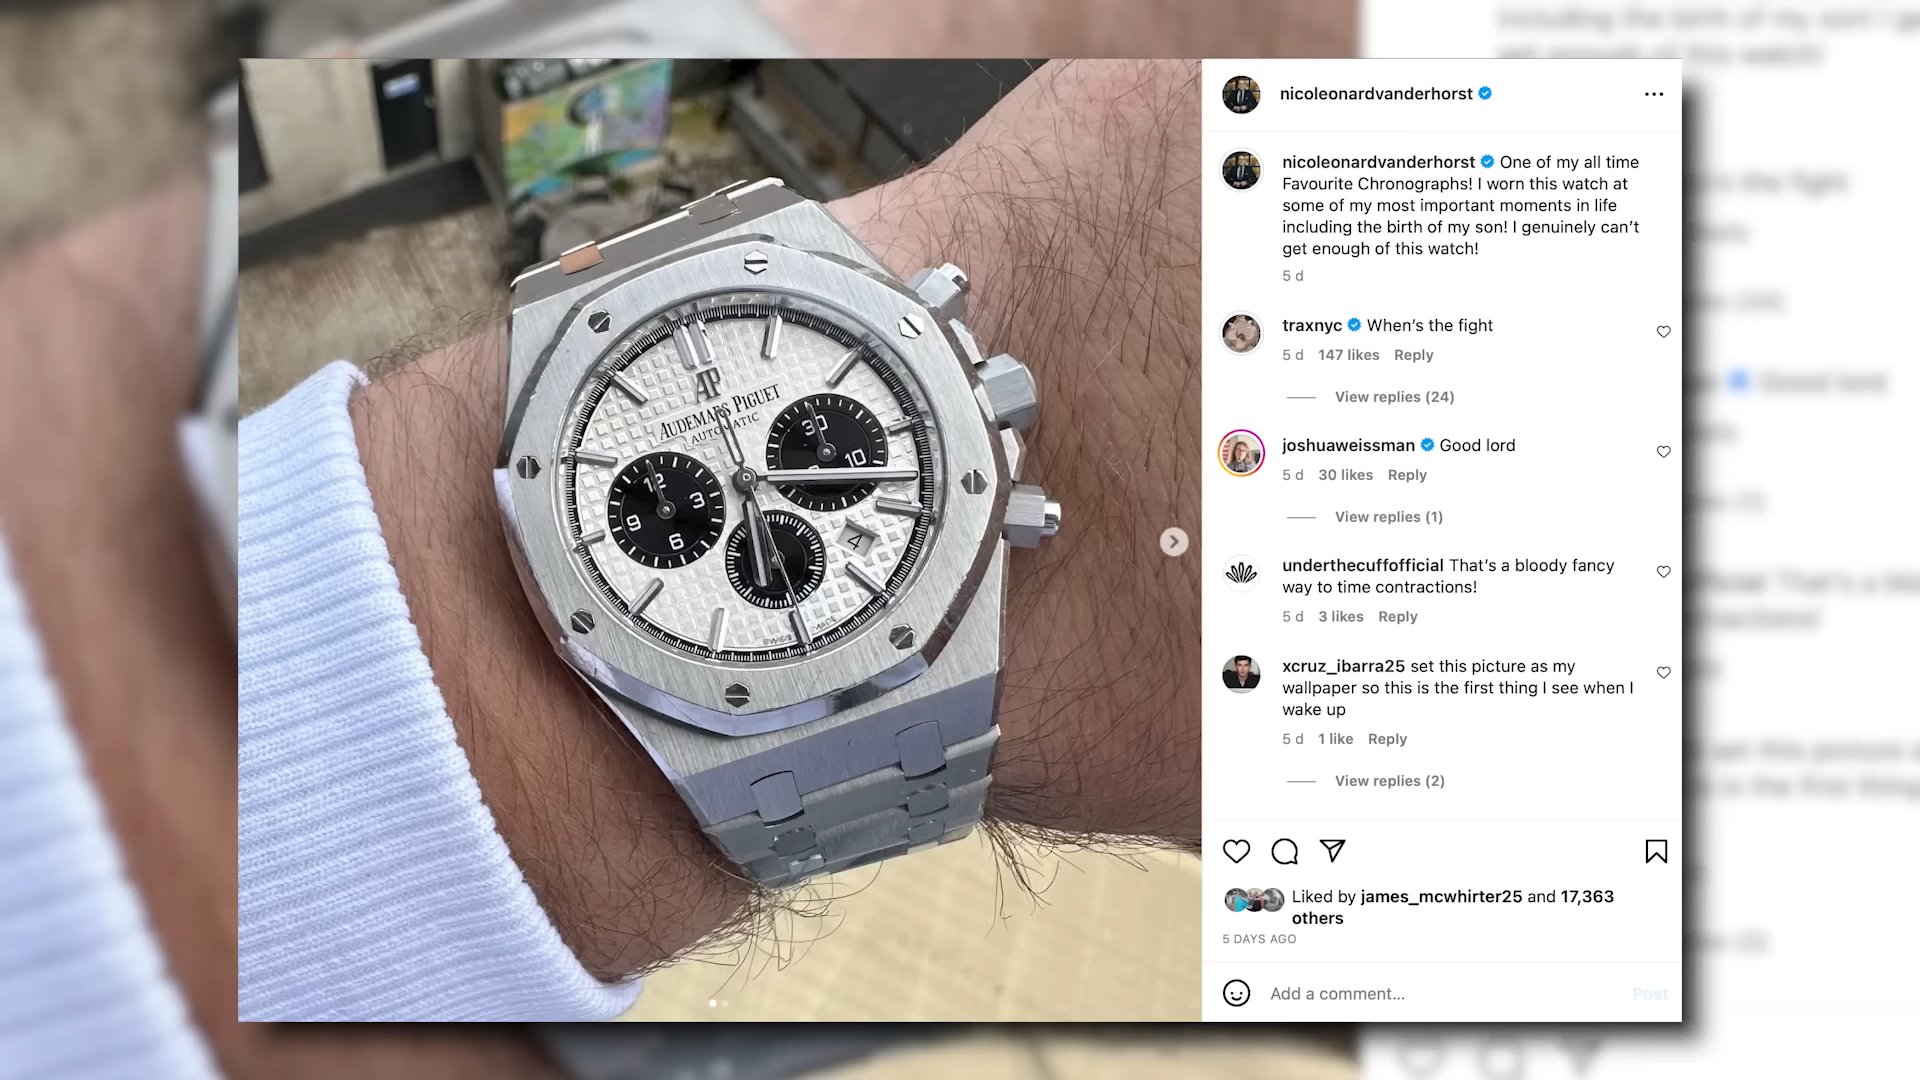 nicoleonardvanderhorst
nicoleonardvanderhorst One of my all time
Favourite Chronographs! I worn this watch at
some of my most important moments in life
including the birth of my son! I genuinely can’t
get enough of this watch!
5 d
traxnyc When’s the fight
5 d 147 likes Reply
View replies (24)
joshuaweissman Good lord
5 d 30 likes Reply
View replies (1)
underthecuffofficial That’s a bloody fancy
way to time contractions!
5 d 3 likes Reply
xcruz_ibarra25 set this picture as my
wallpaper so this is the first thing I see when I
wake up
5 d 1 like Reply
View replies (2)
Liked by james_mcwhirter25 and 17,363
others
5 DAYS AGO
Add a comment...
Post
AP
AUDEMARS PIGUET
AUTOMATIC
30
10
12
3
6
9
4
SWISS MADE